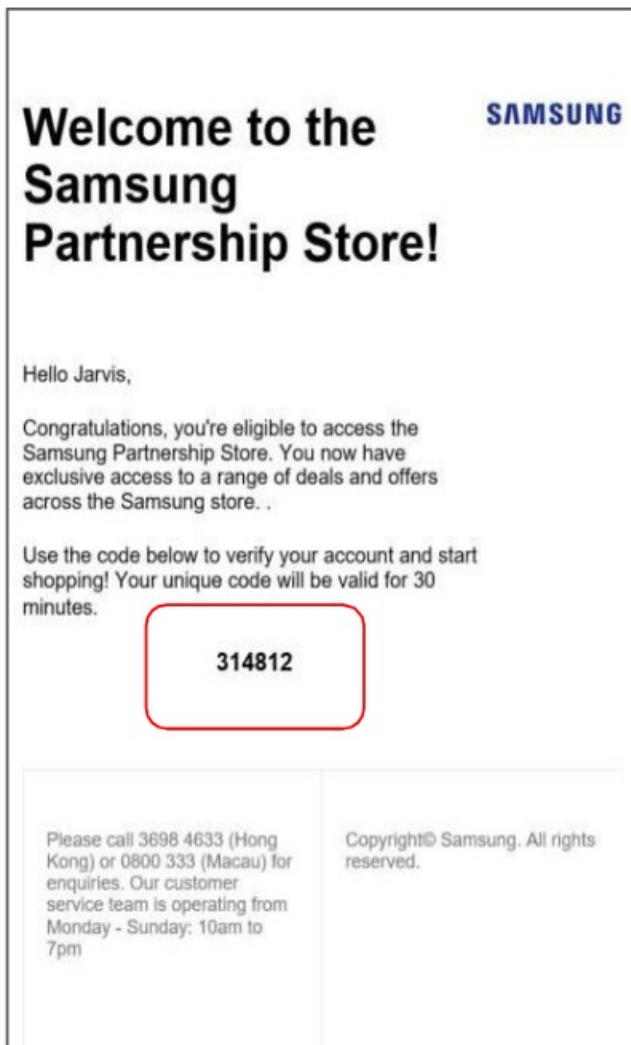 Welcome to the
SAMSUNG
Samsung
Partnership Store!
Hello Jarvis,
Congratulations, you're eligible to access the
Samsung Partnership Store. You now have
exclusive access to a range of deals and offers
across the Samsung store. .
Use the code below to verify your account and start
shopping! Your unique code will be valid for 30
minutes.
314812
Please call 3698 4633 (Hong
Kong) or 0800 333 (Macau) for
enquiries. Our customer
service team is operating from
Monday - Sunday: 10am to
7pm
Copyright© Samsung. All rights
reserved.